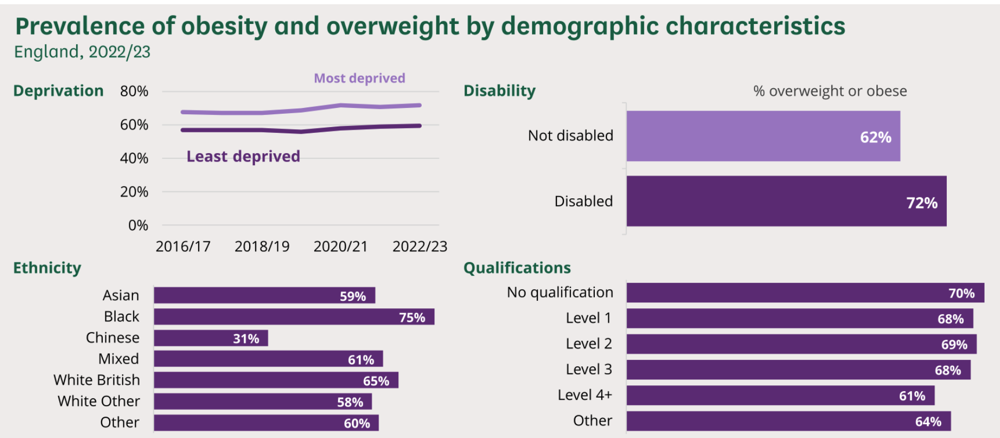 Prevalence of obesity and overweight by demographic characteristics
England, 2022/23
Deprivation
Most deprived
80%
60%
40%
20%
0%
Least deprived
2016/17 2018/19 2020/21 2022/23
Disability
% overweight or obese
Not disabled 62%
Disabled 72%
Ethnicity
Asian 59%
Black 75%
Chinese 31%
Mixed 61%
White British 65%
White Other 58%
Other 60%
Qualifications
No qualification 70%
Level 1 68%
Level 2 69%
Level 3 68%
Level 4+ 61%
Other 64%